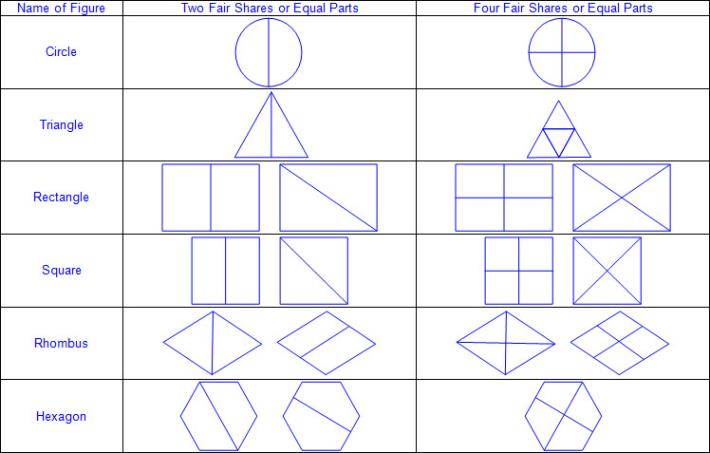 Name of Figure Two Fair Shares or Equal Parts Four Fair Shares or Equal Parts
Circle
Triangle
Rectangle
Square
Rhombus
Hexagon